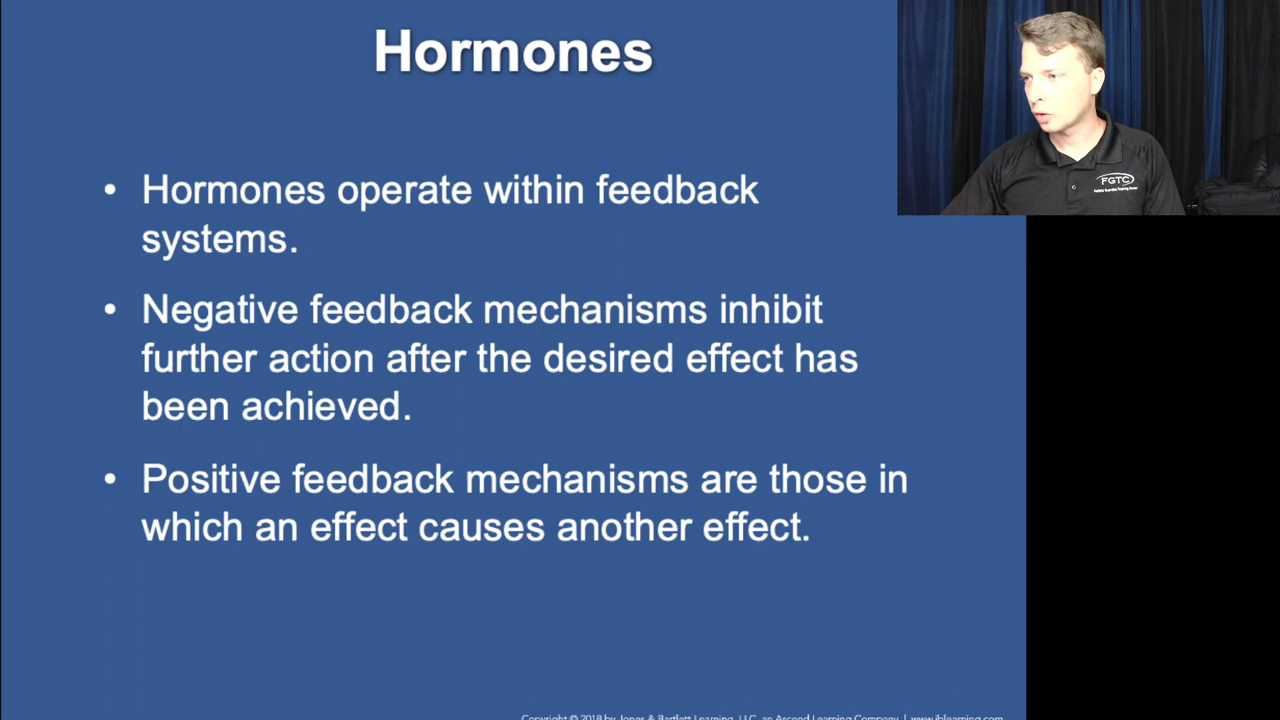 Hormones
• Hormones operate within feedback
systems.
• Negative feedback mechanisms inhibit
further action after the desired effect has
been achieved.
• Positive feedback mechanisms are those in
which an effect causes another effect.
FGTC
Copyright © 2018 by Jones & Bartlett Learning, LLC, an Ascend Learning Company | www.jblearning.com